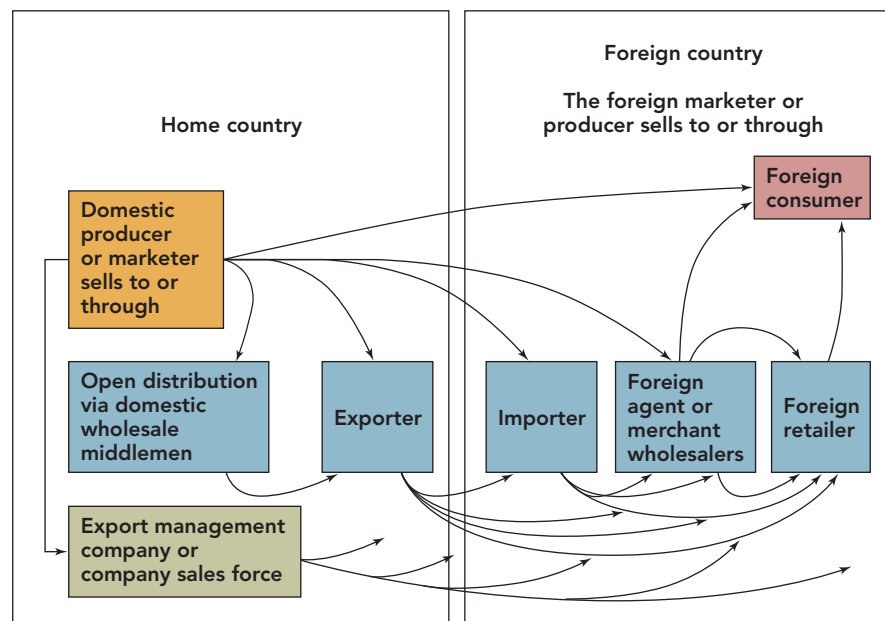 Home country
Foreign country
The foreign marketer or
producer sells to or through
Foreign
consumer
Domestic
producer
or marketer
sells to or
through
Open distribution
via domestic
wholesale
middlemen
Exporter
Importer
Foreign
agent or
merchant
wholesalers
Foreign
retailer
Export management
company or
company sales force